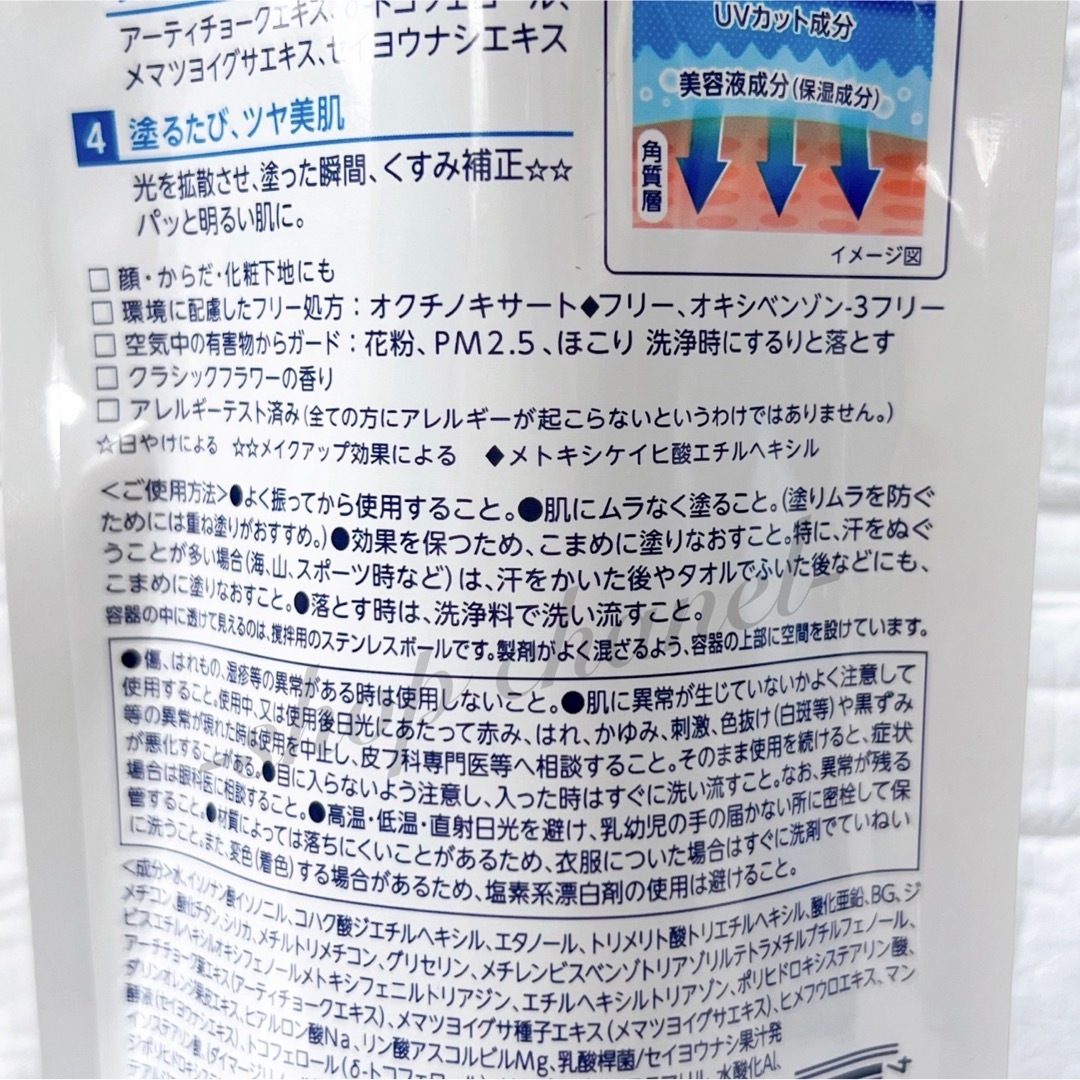 アーティチョークエキス、δ-トコフェロール、
メマツヨイグサエキス、セイヨウナシエキス
UVカット成分
美容液成分(保湿成分)
角質層
イメージ図
4 塗るたび、ツヤ美肌
光を拡散させ、塗った瞬間、くすみ補正☆☆
パッと明るい肌に。
□ 顔・からだ・化粧下地にも
□ 環境に配慮したフリー処方：オクチノキサート◆フリー、オキシベンゾン-3フリー
□ 空気中の有害物からガード：花粉、PM2.5、ほこり 洗浄時にするりと落とす
□ クラシックフラワーの香り
□ アレルギーテスト済み(全ての方にアレルギーが起こらないというわけではありません。)
☆日やけによる ☆☆メイクアップ効果による ◆メトキシケイヒ酸エチルヘキシル
＜ご使用方法＞●よく振ってから使用すること。●肌にムラなく塗ること。(塗りムラを防ぐ
ためには重ね塗りがおすすめ。)●効果を保つため、こまめに塗りなおすこと。特に、汗をぬぐ
うことが多い場合(海、山、スポーツ時など)は、汗をかいた後やタオルでふいた後などにも、
こまめに塗りなおすこと。●落とす時は、洗浄料で洗い流すこと。
容器の中に透けて見えるのは、撹拌用のステンレスボールです。製剤がよく混ざるよう、容器の上部に空間を設けています。
●傷、はれもの、湿疹等の異常がある時は使用しないこと。●肌に異常が生じていないかよく注意して
使用すること。使用中、又は使用後日光にあたって赤み、はれ、かゆみ、刺激、色抜け(白斑等)や黒ずみ
等の異常が現れた時は使用を中止し、皮フ科専門医等へ相談すること。そのまま使用を続けると、症状
が悪化することがある。●目に入らないよう注意し、入った時はすぐに洗い流すこと。なお、異常が残る
場合は眼科医に相談すること。●高温・低温・直射日光を避け、乳幼児の手の届かない所に密栓して保
管すること。●材質によっては落ちにくいことがあるため、衣服についた場合はすぐに洗剤でていねい
に洗うこと。また、変色(着色)する場合があるため、塩素系漂白剤の使用は避けること。
＜成分＞水、イソノナン酸イソノニル、コハク酸ジエチルヘキシル、エタノール、トリメリト酸トリエチルヘキシル、酸化亜鉛、BG、ジ
メチコン、酸化チタン、シリカ、メチルトリメチコン、グリセリン、メチレンビスベンゾトリアゾリルテトラメチルブチルフェノール、
ビスエチルヘキシルオキシフェノールメトキシフェニルトリアジン、エチルヘキシルトリアゾン、ポリヒドロキシステアリン酸、
アーチチョーク葉エキス(アーティチョークエキス)、メマツヨイグサ種子エキス(メマツヨイグサエキス)、ヒメフウロエキス、マン
ダリンオレンジ果皮エキス、ヒアルロン酸Na、リン酸アスコルビルMg、乳酸桿菌/セイヨウナシ果汁発
酵液(セイヨウナシエキス)、トコフェロール(δ-トコフェロール)
イソステアリン酸、水酸化Al、
shop chanel-